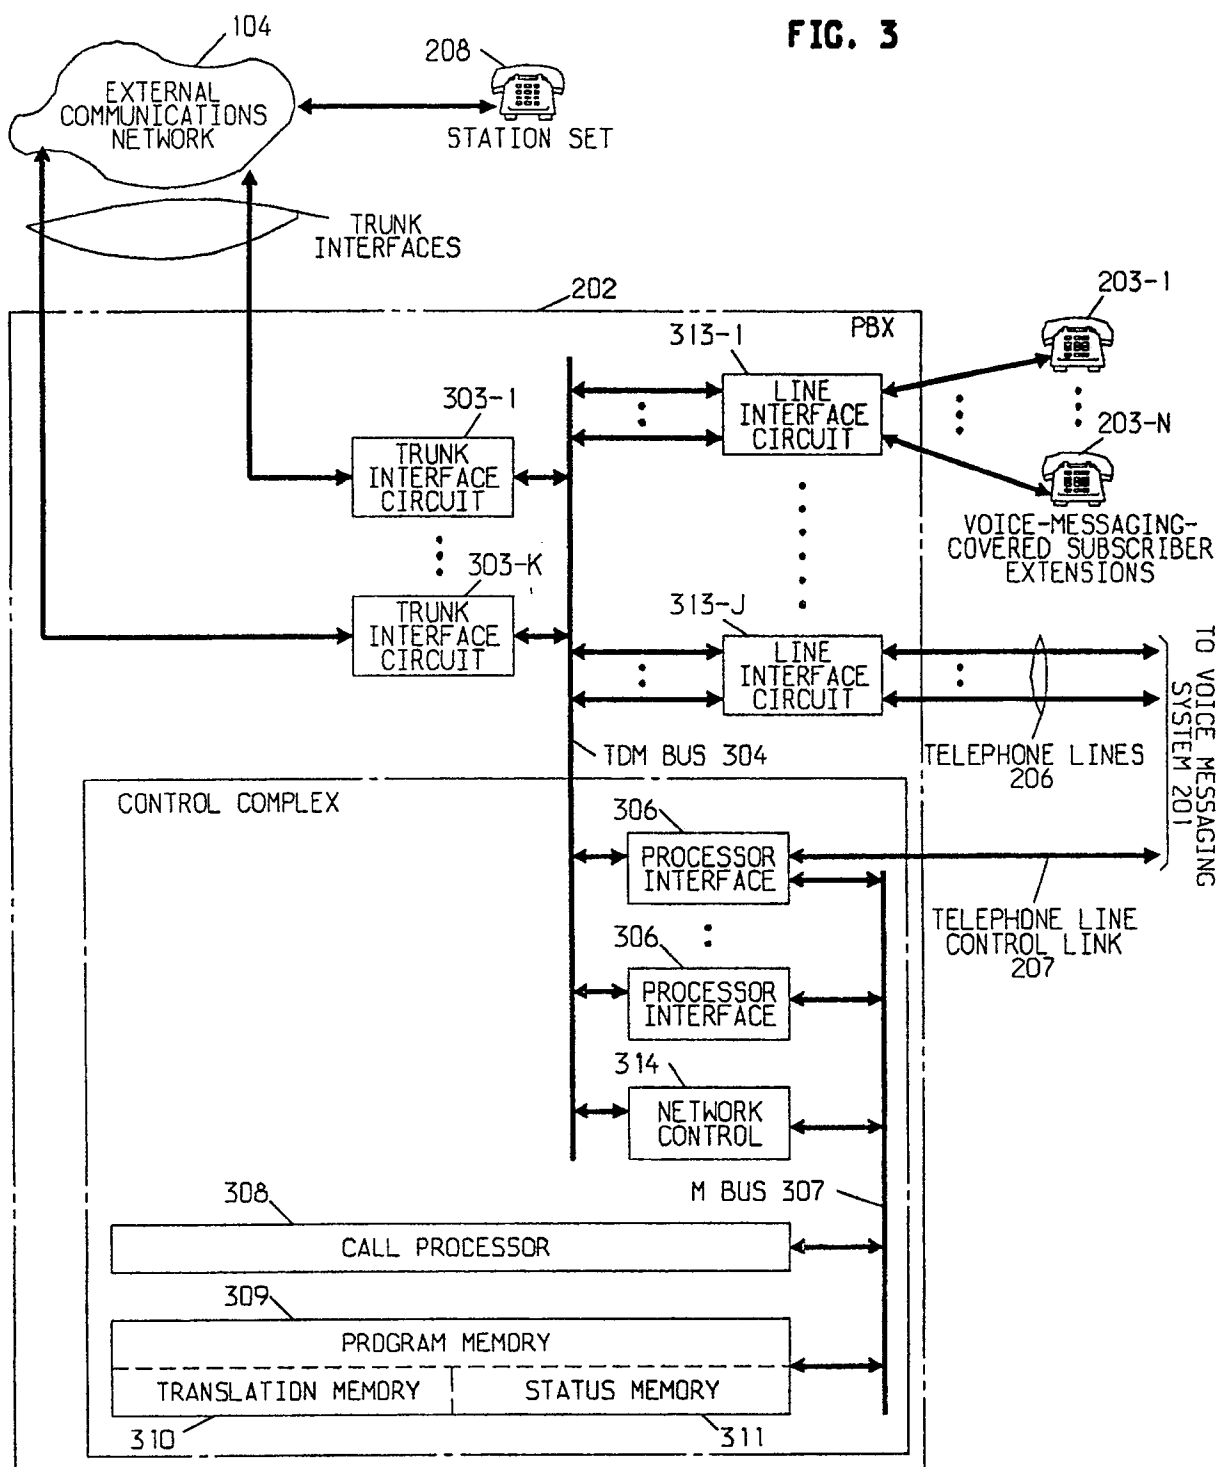 FIG. 3
104
EXTERNAL
COMMUNICATIONS
NETWORK
208
STATION SET
TRUNK
INTERFACES
202
PBX
203-1
313-1
LINE
INTERFACE
CIRCUIT
303-1
TRUNK
INTERFACE
CIRCUIT
203-N
VOICE-MESSAGING-
COVERED SUBSCRIBER
EXTENSIONS
303-K
TRUNK
INTERFACE
CIRCUIT
313-J
LINE
INTERFACE
CIRCUIT
TO VOICE MESSAGING
SYSTEM 201
TDM BUS 304
TELEPHONE LINES
206
CONTROL COMPLEX
306
PROCESSOR
INTERFACE
306
PROCESSOR
INTERFACE
TELEPHONE LINE
CONTROL LINK
207
314
NETWORK
CONTROL
M BUS 307
308
CALL PROCESSOR
309
PROGRAM MEMORY
TRANSLATION MEMORY
STATUS MEMORY
310
311